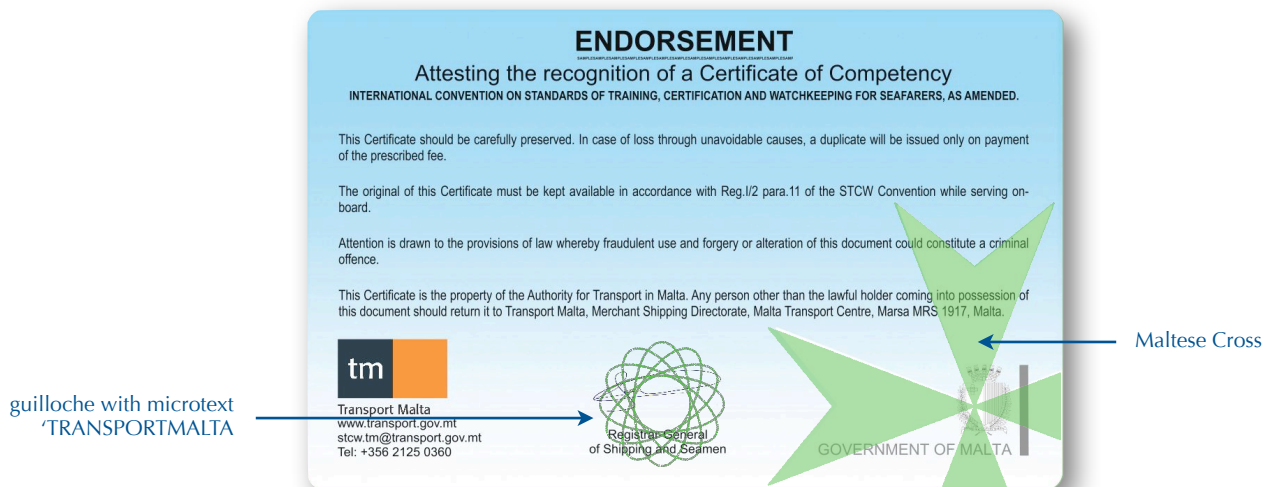 ENDORSEMENT
SAMPLESAMPLESAMPLESAMPLESAMPLESAMPLESAMPLESAMPLESAMPLESAMPLESAMPLESAMPLESAMP
Attesting the recognition of a Certificate of Competency
INTERNATIONAL CONVENTION ON STANDARDS OF TRAINING, CERTIFICATION AND WATCHKEEPING FOR SEAFARERS, AS AMENDED.
This Certificate should be carefully preserved. In case of loss through unavoidable causes, a duplicate will be issued only on payment
of the prescribed fee.
The original of this Certificate must be kept available in accordance with Reg.I/2 para.11 of the STCW Convention while serving on-
board.
Attention is drawn to the provisions of law whereby fraudulent use and forgery or alteration of this document could constitute a criminal
offence.
This Certificate is the property of the Authority for Transport in Malta. Any person other than the lawful holder coming into possession of
this document should return it to Transport Malta, Merchant Shipping Directorate, Malta Transport Centre, Marsa MRS 1917, Malta.
Maltese Cross
tm
guilloche with microtext
'TRANSPORTMALTA
Transport Malta
www.transport.gov.mt
stcw.tm@transport.gov.mt
Tel: +356 2125 0360
Registrar-General
of Shipping and Seamen
GOVERNMENT OF MALTA